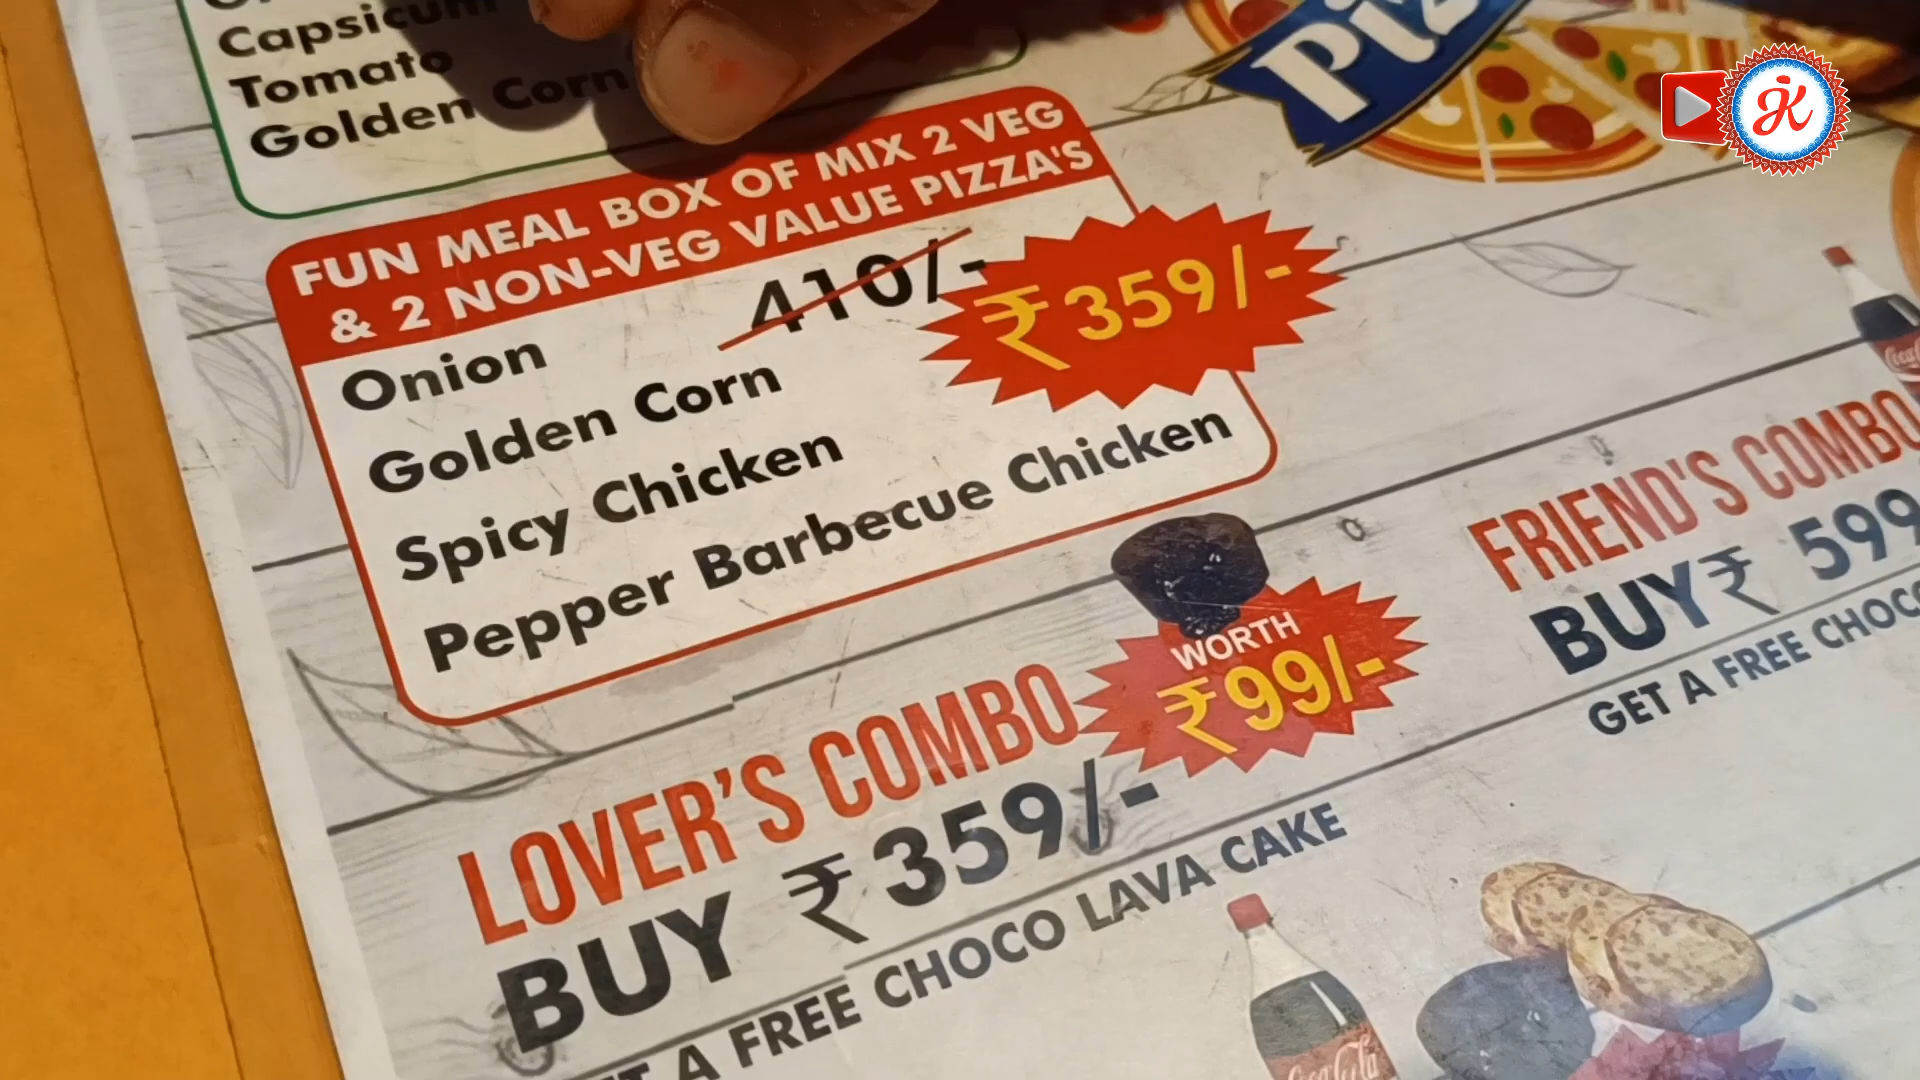 Tomato
Golden Corn
FUN MEAL BOX OF MIX 2 VEG
& 2 NON-VEG VALUE PIZZA'S
410/-
₹359/-
Onion
Golden Corn
Spicy Chicken
Pepper Barbecue Chicken
WORTH
₹99/-
LOVER'S COMBO
BUY ₹359/-
A FREE CHOCO LAVA CAKE
FRIEND'S COMBO
BUY ₹ 599
GET A FREE
Coca-Cola